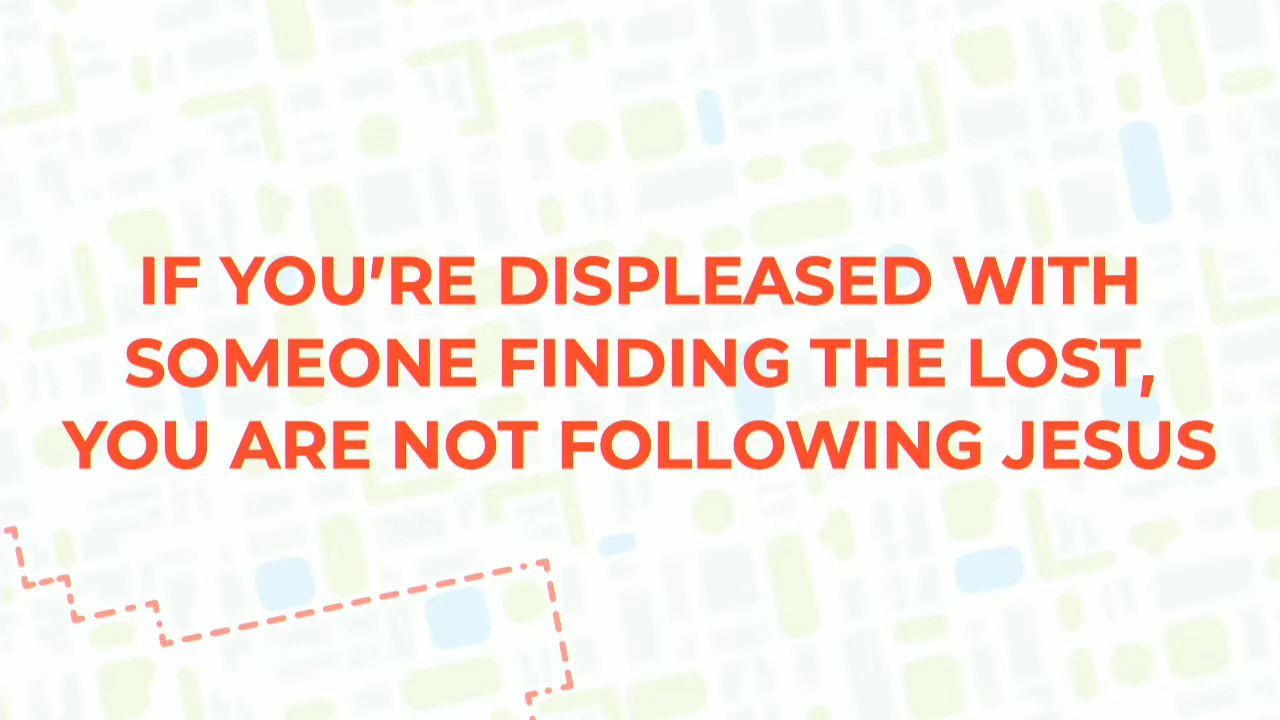 IF YOU'RE DISPLEASED WITH
SOMEONE FINDING THE LOST,
YOU ARE NOT FOLLOWING JESUS